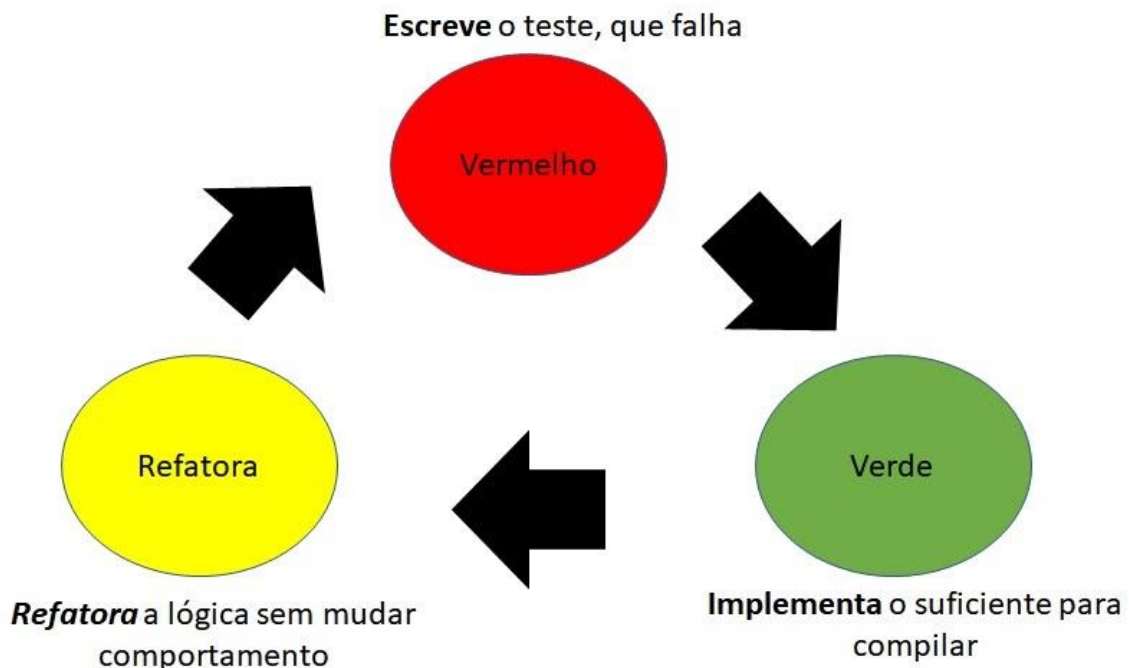 Escreve o teste, que falha
Vermelho
Refatora
Verde
Refatora a lógica sem mudar
comportamento
Implementa o suficiente para
compilar